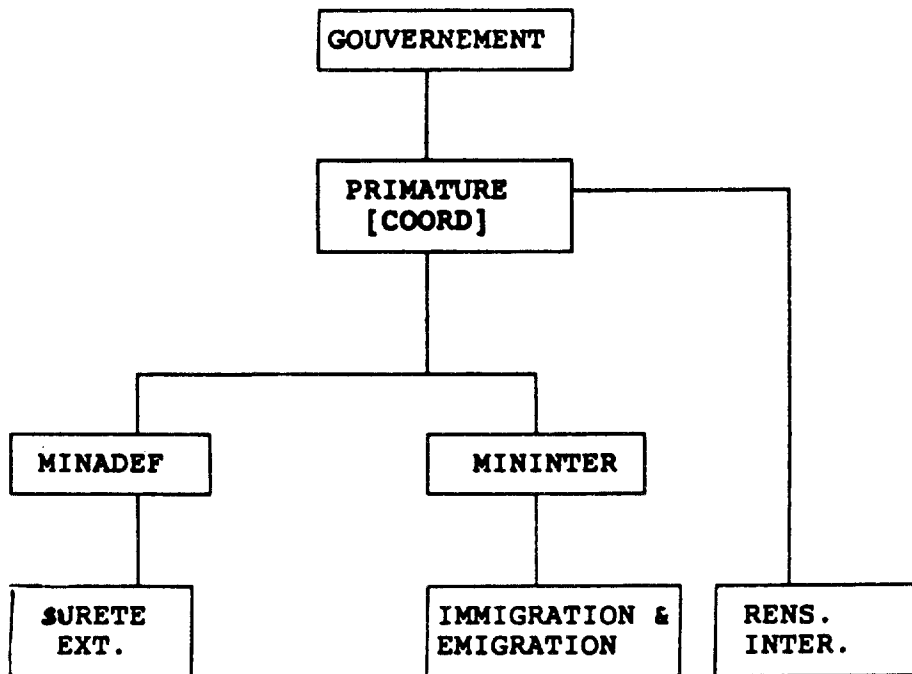 GOUVERNEMENT
PRIMATURE
[COORD]
MINADEF
MININTER
SURETE
EXT.
IMMIGRATION &
EMIGRATION
RENS.
INTER.